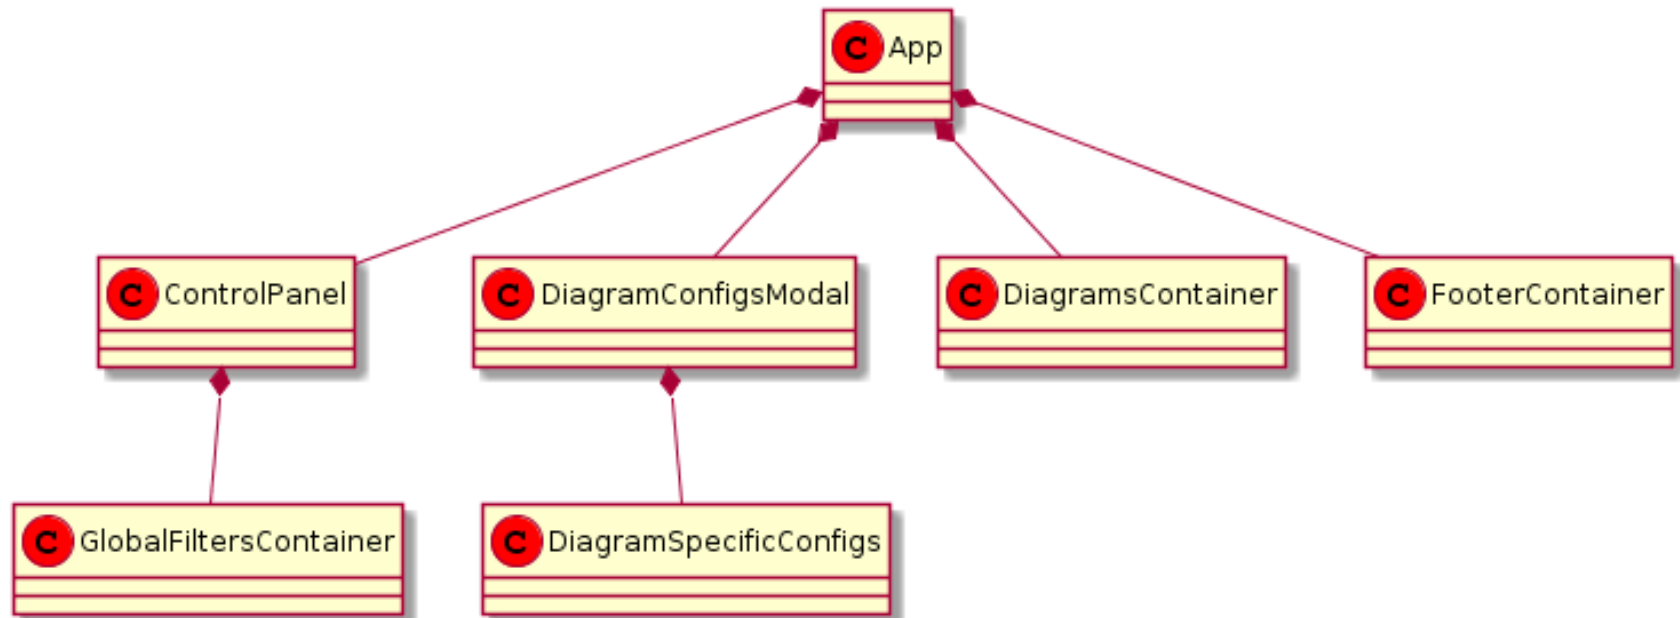 C App
C ControlPanel
C DiagramConfigsModal
C DiagramsContainer
C FooterContainer
C GlobalFiltersContainer
C DiagramSpecificConfigs